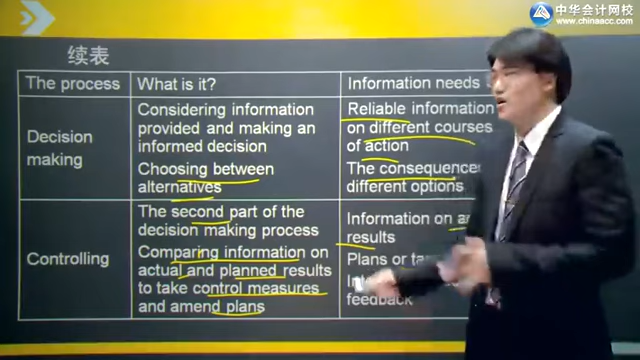 中华会计网校
www.chinaacc.com
续表
The process
What is it?
Information needs
Decision
making
Considering information
provided and making an
informed decision
Choosing between
alternatives
Reliable information
on different courses
of action
The consequences
different options
Controlling
The second part of the
decision making process
Comparing information on
actual and planned results
to take control measures
and amend plans
Information on
results
Plans or
feedback